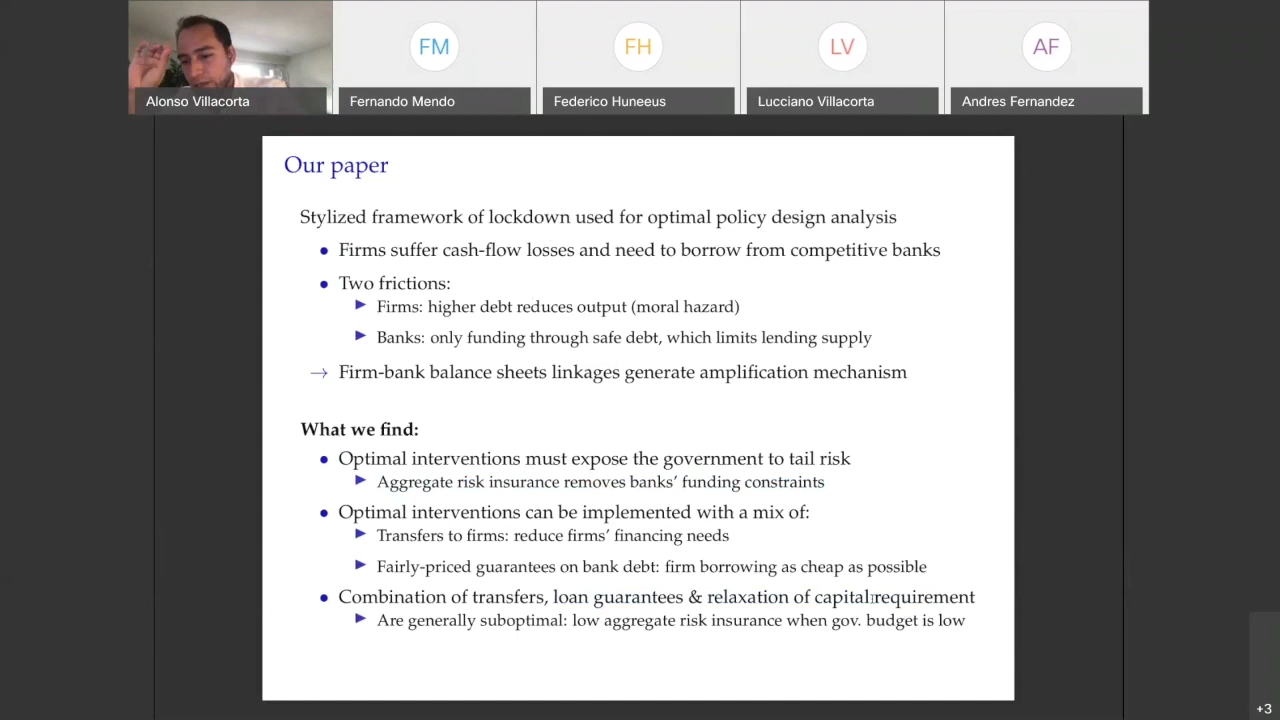 FM
FH
LV
AF
Alonso Villacorta
Fernando Mendo
Federico Huneeus
Lucciano Villacorta
Andres Fernandez
Our paper
Stylized framework of lockdown used for optimal policy design analysis
• Firms suffer cash-flow losses and need to borrow from competitive banks
• Two frictions:
▶ Firms: higher debt reduces output (moral hazard)
▶ Banks: only funding through safe debt, which limits lending supply
→ Firm-bank balance sheets linkages generate amplification mechanism
What we find:
• Optimal interventions must expose the government to tail risk
▶ Aggregate risk insurance removes banks' funding constraints
• Optimal interventions can be implemented with a mix of:
▶ Transfers to firms: reduce firms' financing needs
▶ Fairly-priced guarantees on bank debt: firm borrowing as cheap as possible
• Combination of transfers, loan guarantees & relaxation of capital requirement
▶ Are generally suboptimal: low aggregate risk insurance when gov. budget is low
+3